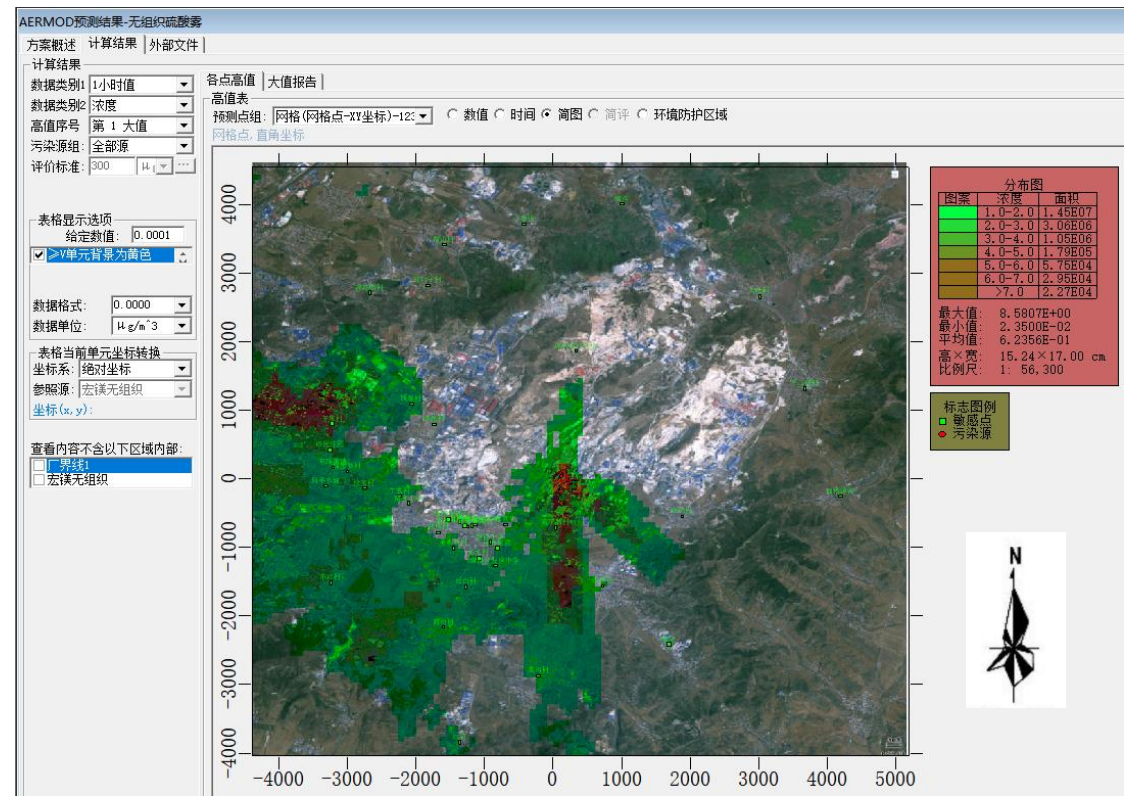 AERMOD预测结果-无组织硫酸雾
方案概述 计算结果 外部文件
计算结果
数据类别1 1小时值
数据类别2 浓度
高值序号 第 1 大值
污染源组: 全部源
评价标准: 300 μ
表格显示选项
给定数值: 0.0001
≥V单元背景为黄色
数据格式: 0.0000
数据单位: μg/m^3
表格当前单元坐标转换
坐标系: 绝对坐标
参照源: 宏镁无组织
坐标(x,y):
查看内容不含以下区域内部:
厂界线1
宏镁无组织
各点高值 大值报告
高值表
预测点组: 网格(网格点-XY坐标)-123 数值 时间 简图 简评 环境防护区域
网格点,直角坐标
4000
3000
2000
1000
0
-1000
-2000
-3000
-4000
-4000 -3000 -2000 -1000 0 1000 2000 3000 4000 5000
分布图
图案 浓度 面积
1.0-2.0 1.45E07
2.0-3.0 3.06E06
3.0-4.0 1.05E06
4.0-5.0 1.79E05
5.0-6.0 5.75E04
6.0-7.0 2.95E04
>7.0 2.27E04
最大值: 8.5807E+00
最小值: 2.3500E-02
平均值: 6.2356E-01
高×宽: 15.24×17.00 cm
比例尺: 1: 56,300
标志图例
敏感点
污染源
N